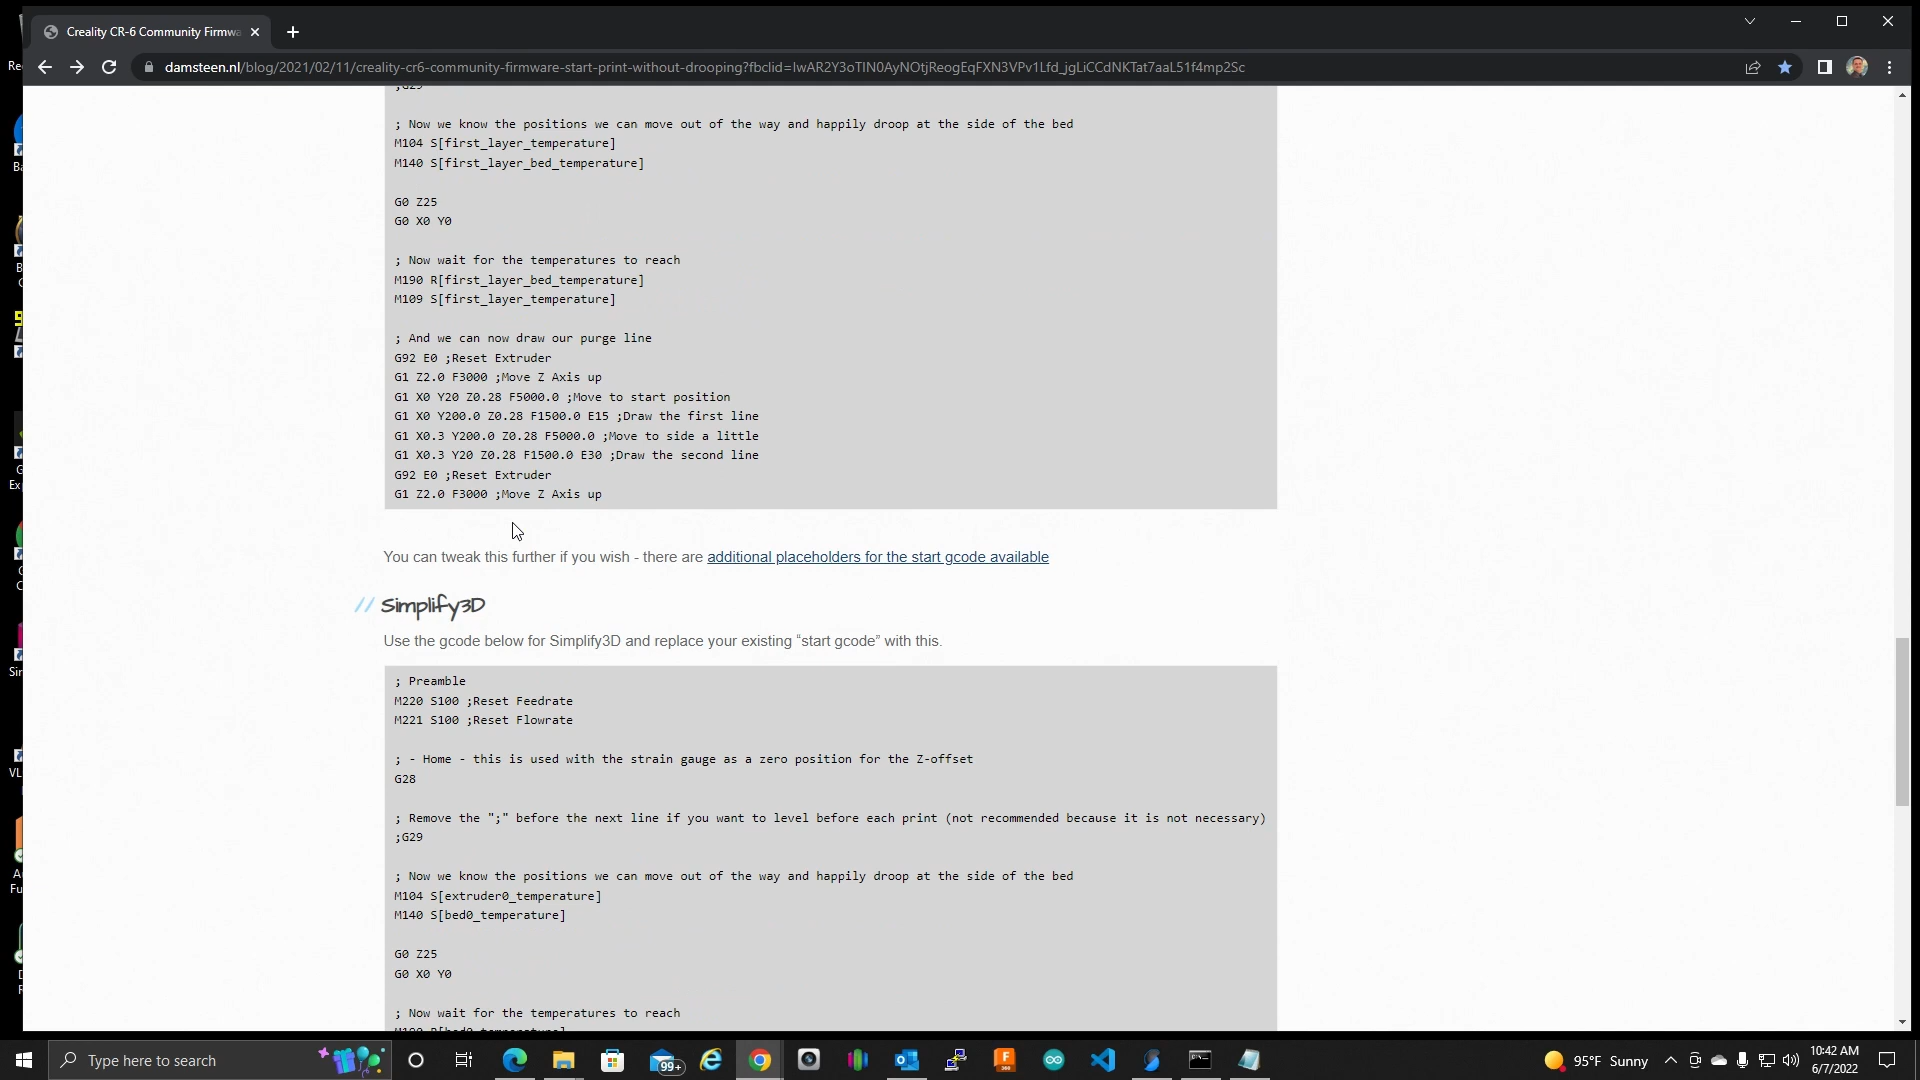 Creality CR-6 Community Firmwa
damsteen.nl/blog/2021/02/11/creality-cr6-community-firmware-start-print-without-drooping?fbclid=IwAR2Y3oTIN0AyNOtjReogEqFXN3VPv1Lfd_jgLiCCdNKTat7aaL51f4mp2Sc
;G29
; Now we know the positions we can move out of the way and happily droop at the side of the bed
M104 S[first_layer_temperature]
M140 S[first_layer_bed_temperature]
G0 Z25
G0 X0 Y0
; Now wait for the temperatures to reach
M190 R[first_layer_bed_temperature]
M109 S[first_layer_temperature]
; And we can now draw our purge line
G92 E0 ;Reset Extruder
G1 Z2.0 F3000 ;Move Z Axis up
G1 X0 Y20 Z0.28 F5000.0 ;Move to start position
G1 X0 Y200.0 Z0.28 F1500.0 E15 ;Draw the first line
G1 X0.3 Y200.0 Z0.28 F5000.0 ;Move to side a little
G1 X0.3 Y20 Z0.28 F1500.0 E30 ;Draw the second line
G92 E0 ;Reset Extruder
G1 Z2.0 F3000 ;Move Z Axis up
You can tweak this further if you wish - there are additional placeholders for the start gcode available
// Simplify3D
Use the gcode below for Simplify3D and replace your existing “start gcode” with this.
; Preamble
M220 S100 ;Reset Feedrate
M221 S100 ;Reset Flowrate
; - Home - this is used with the strain gauge as a zero position for the Z-offset
G28
; Remove the ";" before the next line if you want to level before each print (not recommended because it is not necessary)
;G29
; Now we know the positions we can move out of the way and happily droop at the side of the bed
M104 S[extruder0_temperature]
M140 S[bed0_temperature]
G0 Z25
G0 X0 Y0
; Now wait for the temperatures to reach
M190 R[bed0_temperature]
Type here to search
99+
95°F Sunny
10:42 AM
6/7/2022